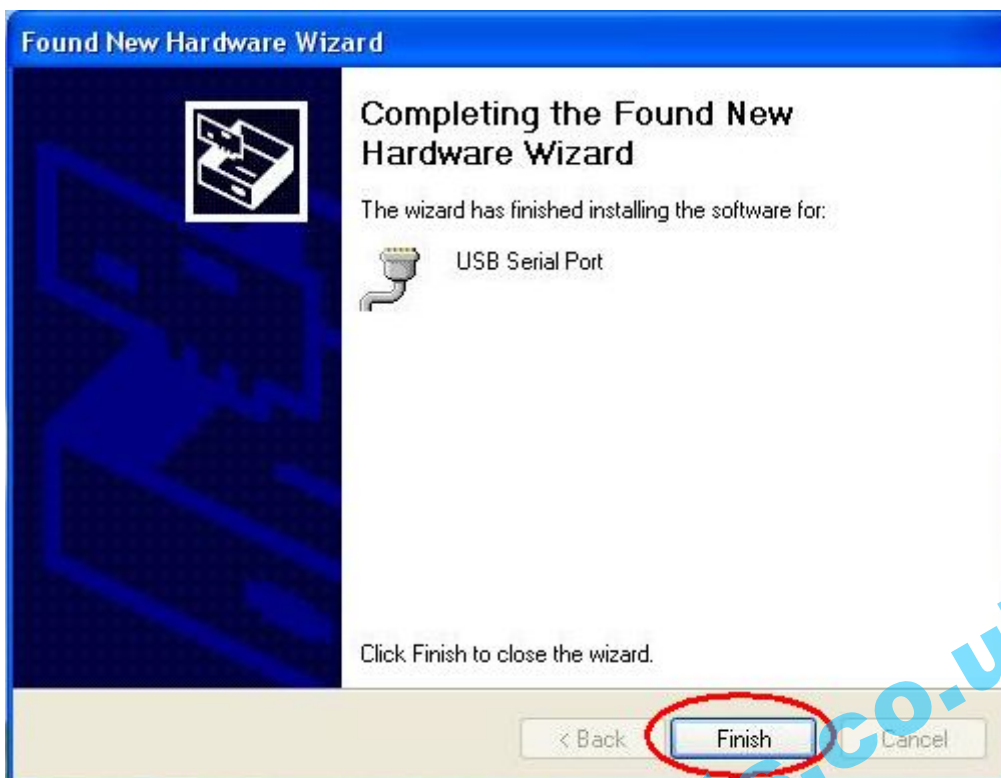 Found New Hardware Wizard
Completing the Found New
Hardware Wizard
The wizard has finished installing the software for:
USB Serial Port
Click Finish to close the wizard.
< Back Finish Cancel
.co.u